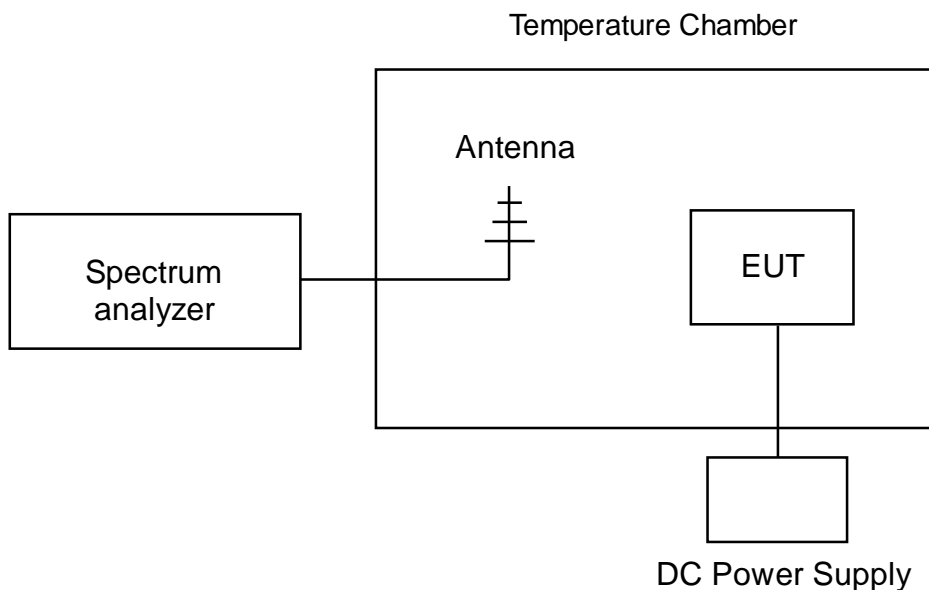 Temperature Chamber
Antenna
Spectrum
analyzer
EUT
DC Power Supply